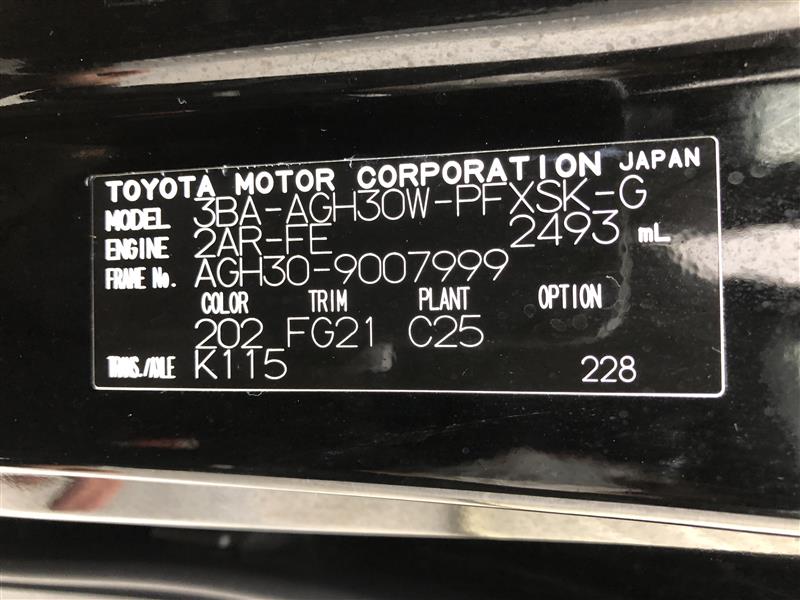 TOYOTA MOTOR CORPORATION JAPAN
MODEL 3BA-AGH30W-PFXSK-G
ENGINE 2AR-FE 2493 mL
FRAME No. AGH30-9007999
COLOR TRIM PLANT OPTION
202 FG21 C25
TRANS./AXLE K115 228